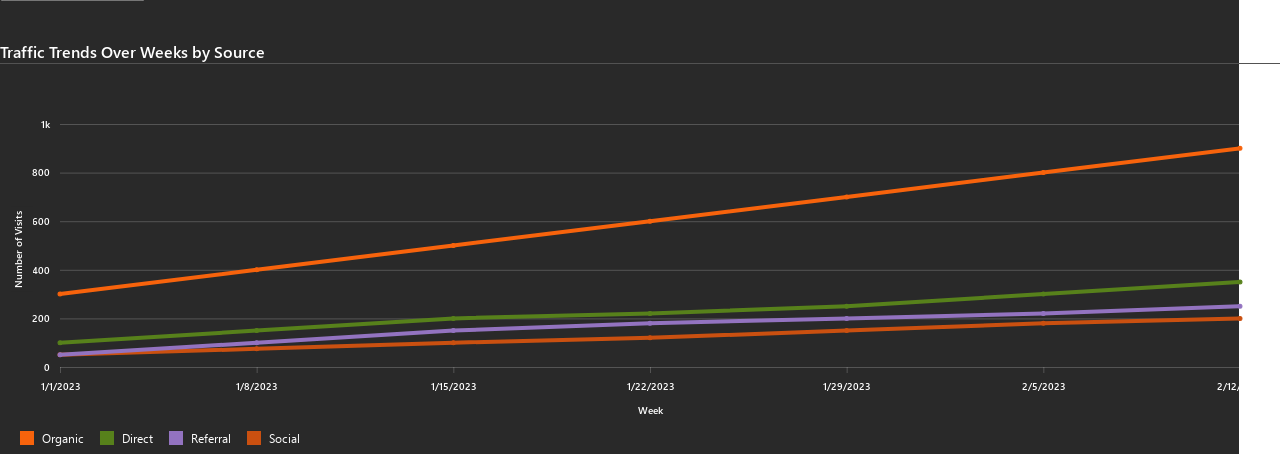 Traffic Trends Over Weeks by Source
1k
800
600
400
200
0
Number of Visits
1/1/2023 1/8/2023 1/15/2023 1/22/2023 1/29/2023 2/5/2023 2/12/
Week
Organic Direct Referral Social